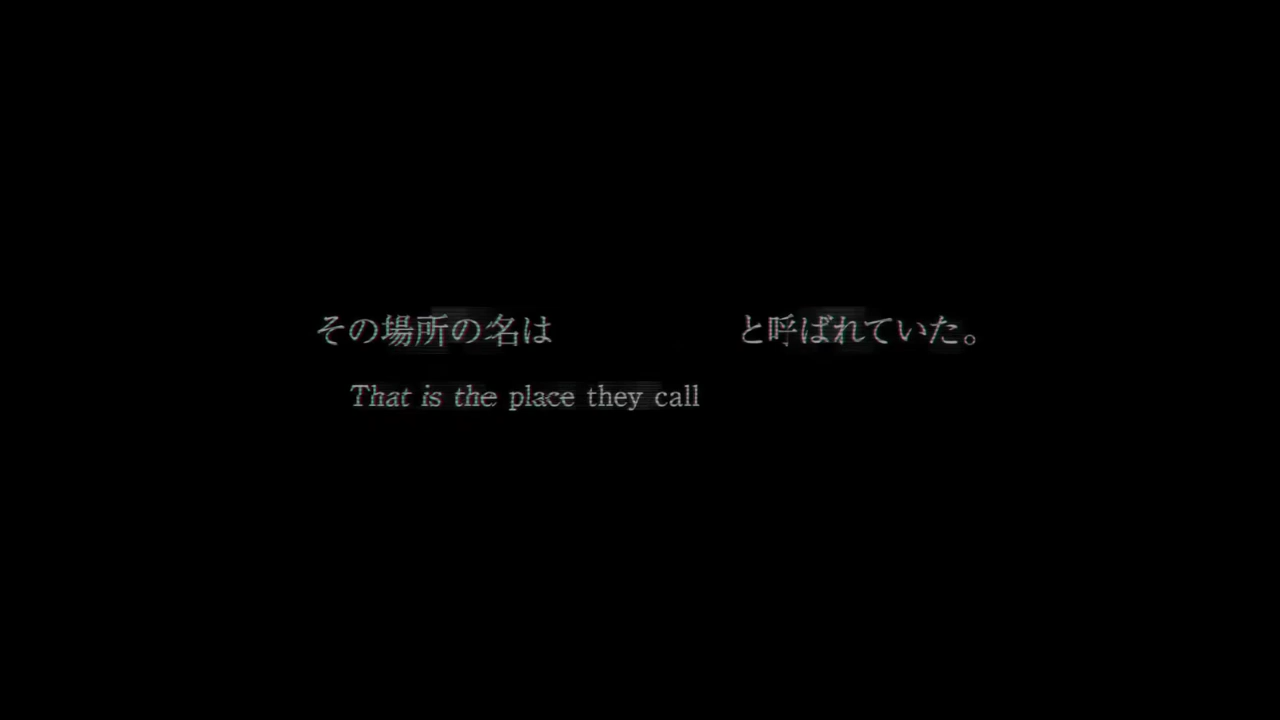 その場所の名は　　　　　と呼ばれていた。
That is the place they call